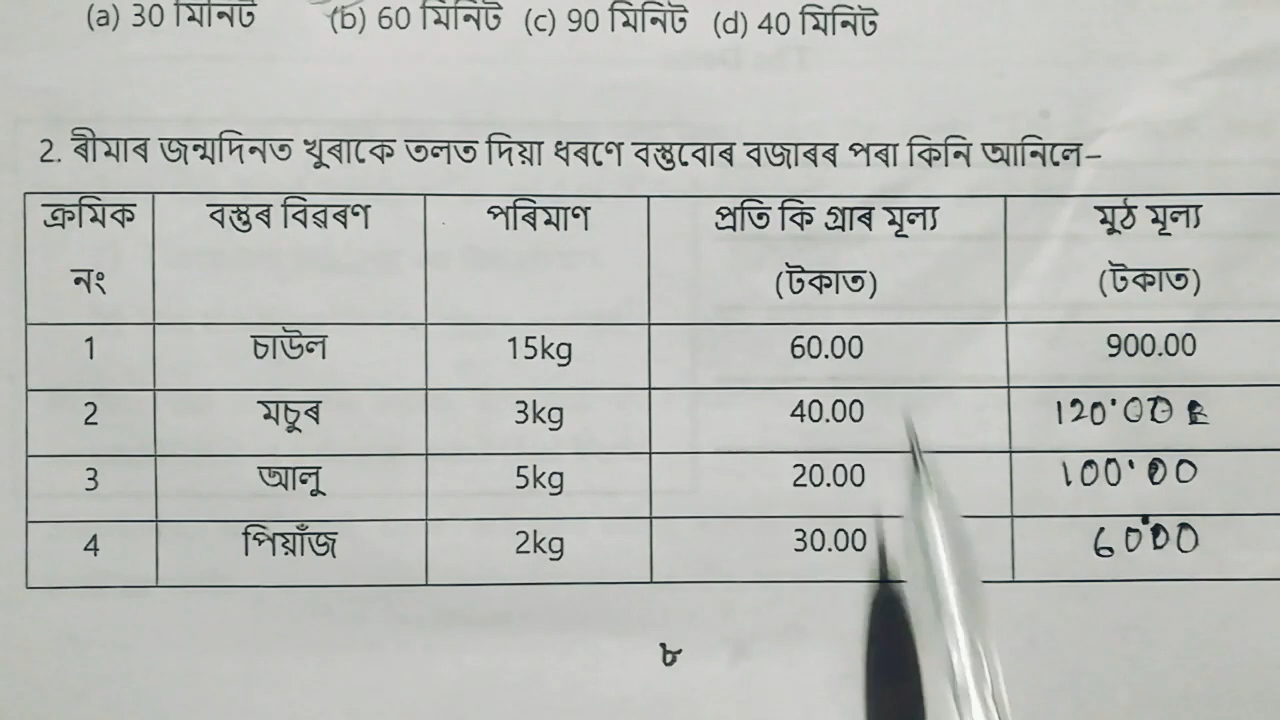 (a) 30 মিনিট (b) 60 মিনিট (c) 90 মিনিট (d) 40 মিনিট
2. ৰীমাৰ জন্মদিনত খুৰাকে তলত দিয়া ধৰণে বস্তুবোৰ বজাৰৰ পৰা কিনি আনিলে–
ক্ৰমিক নং বস্তুৰ বিৱৰণ পৰিমাণ প্ৰতি কি গ্ৰাৰ মূল্য (টকাত) মুঠ মূল্য (টকাত)
1 চাউল 15kg 60.00 900.00
2 মচুৰ 3kg 40.00 120.00
3 আলু 5kg 20.00 100.00
4 পিয়াঁজ 2kg 30.00 60.00
৮